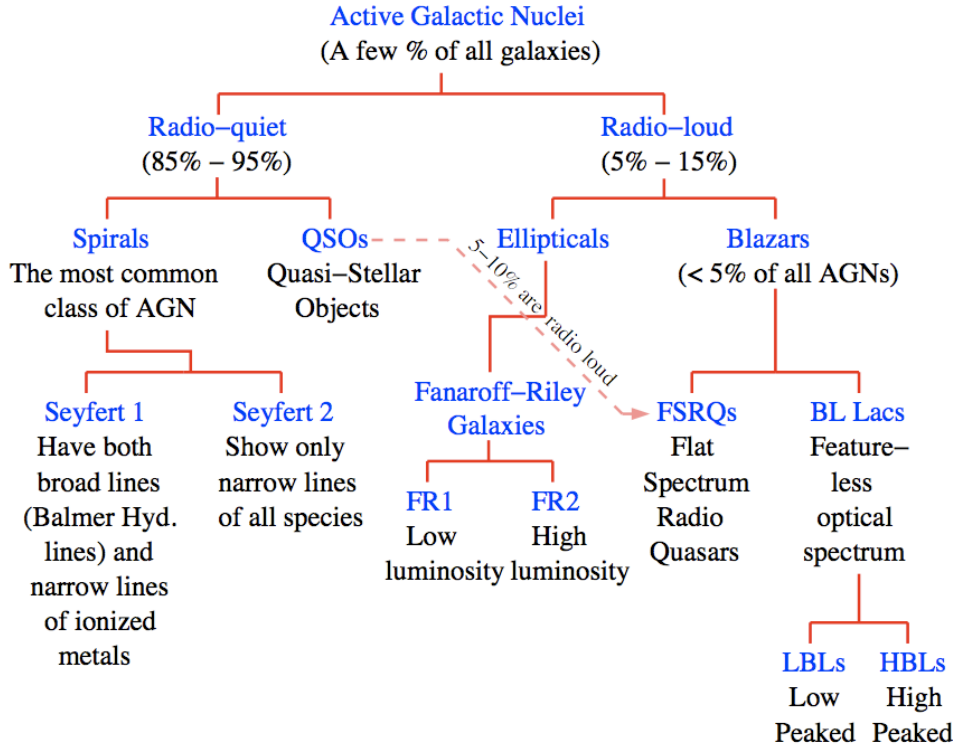 Active Galactic Nuclei
(A few % of all galaxies)
Radio–quiet
(85% – 95%)
Radio–loud
(5% – 15%)
Spirals
The most common
class of AGN
QSOs
Quasi–Stellar
Objects
5–10% are radio loud
Ellipticals
Blazars
(< 5% of all AGNs)
Seyfert 1
Have both
broad lines
(Balmer Hyd.
lines) and
narrow lines
of ionized
metals
Seyfert 2
Show only
narrow lines
of all species
Fanaroff–Riley
Galaxies
FR1
Low
luminosity
FR2
High
luminosity
FSRQs
Flat
Spectrum
Radio
Quasars
BL Lacs
Feature–
less
optical
spectrum
LBLs
Low
Peaked
HBLs
High
Peaked